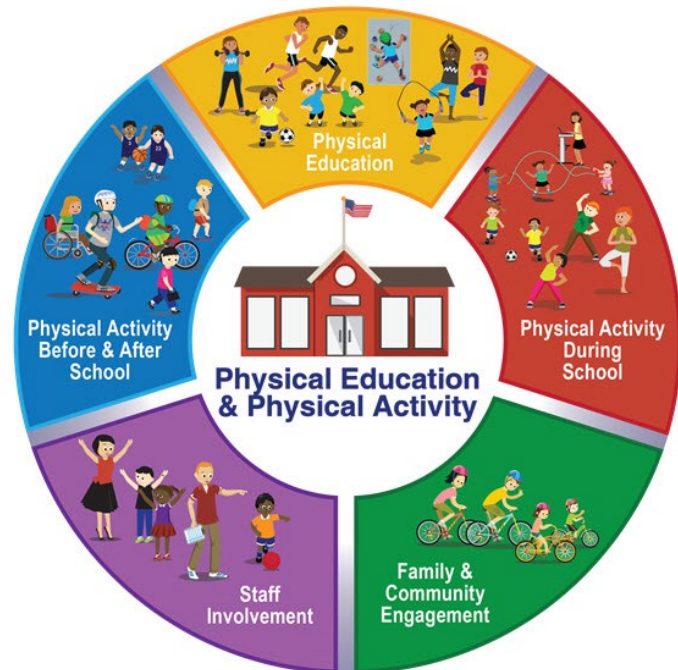 Physical
Education
Physical Activity
During
School
Family &
Community
Engagement
Staff
Involvement
Physical Activity
Before & After
School
Physical Education
& Physical Activity